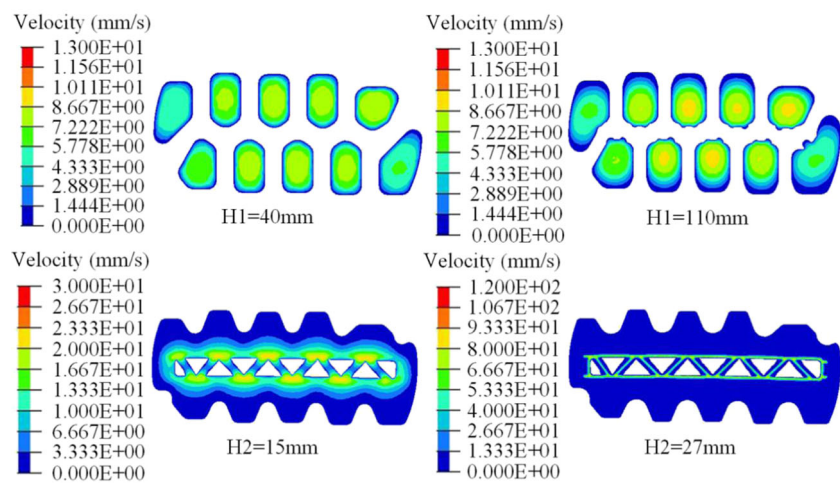 Velocity (mm/s)
1.300E+01
1.156E+01
1.011E+01
8.667E+00
7.222E+00
5.778E+00
4.333E+00
2.889E+00
1.444E+00
0.000E+00
H1=40mm
Velocity (mm/s)
1.300E+01
1.156E+01
1.011E+01
8.667E+00
7.222E+00
5.778E+00
4.333E+00
2.889E+00
1.444E+00
0.000E+00
H1=110mm
Velocity (mm/s)
3.000E+01
2.667E+01
2.333E+01
2.000E+01
1.667E+01
1.333E+01
1.000E+01
6.667E+00
3.333E+00
0.000E+00
H2=15mm
Velocity (mm/s)
1.200E+02
1.067E+02
9.333E+01
8.000E+01
6.667E+01
5.333E+01
4.000E+01
2.667E+01
1.333E+01
0.000E+00
H2=27mm